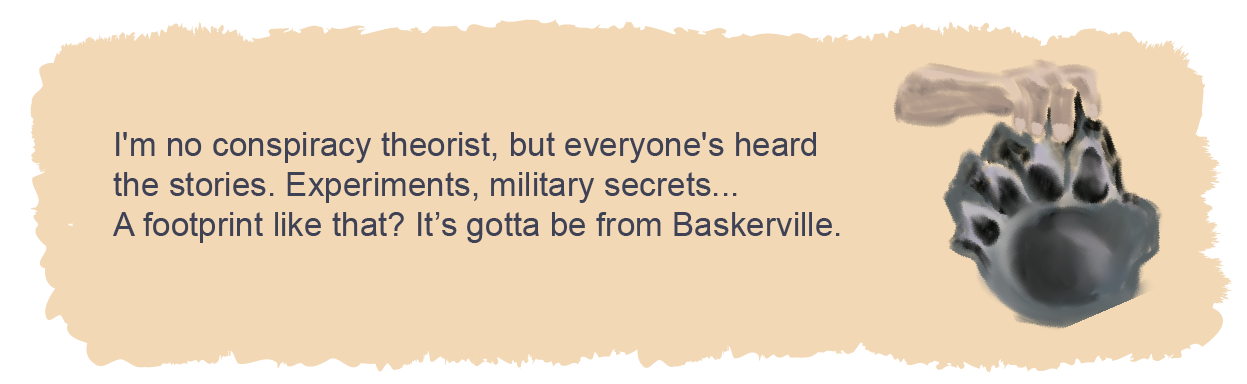 I'm no conspiracy theorist, but everyone's heard
the stories. Experiments, military secrets...
A footprint like that? It’s gotta be from Baskerville.